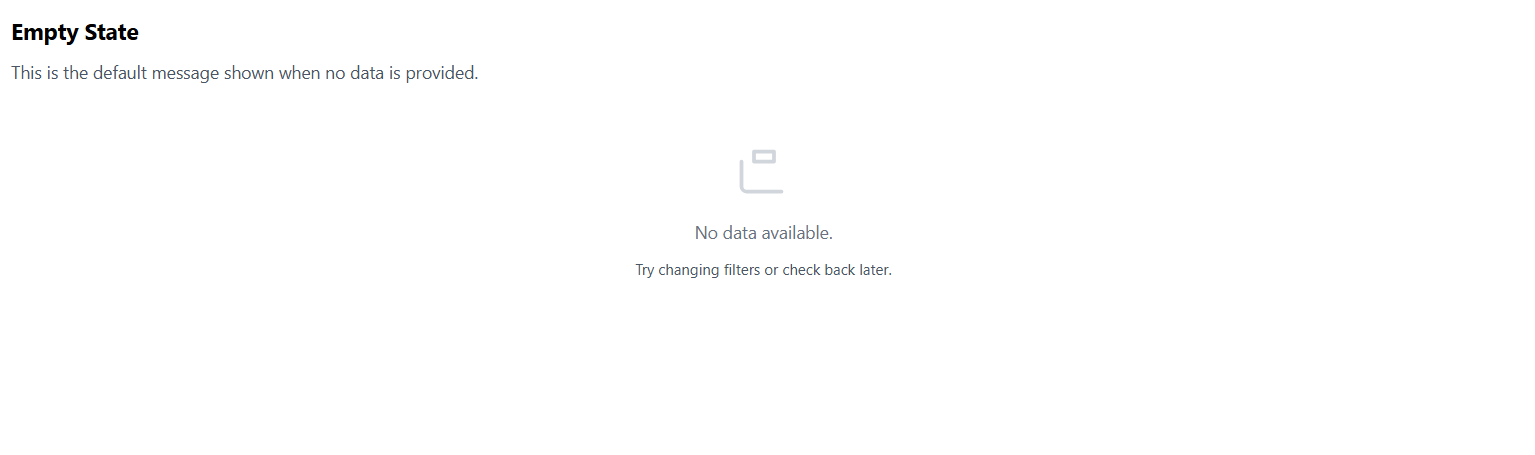 Empty State
This is the default message shown when no data is provided.
No data available.
Try changing filters or check back later.